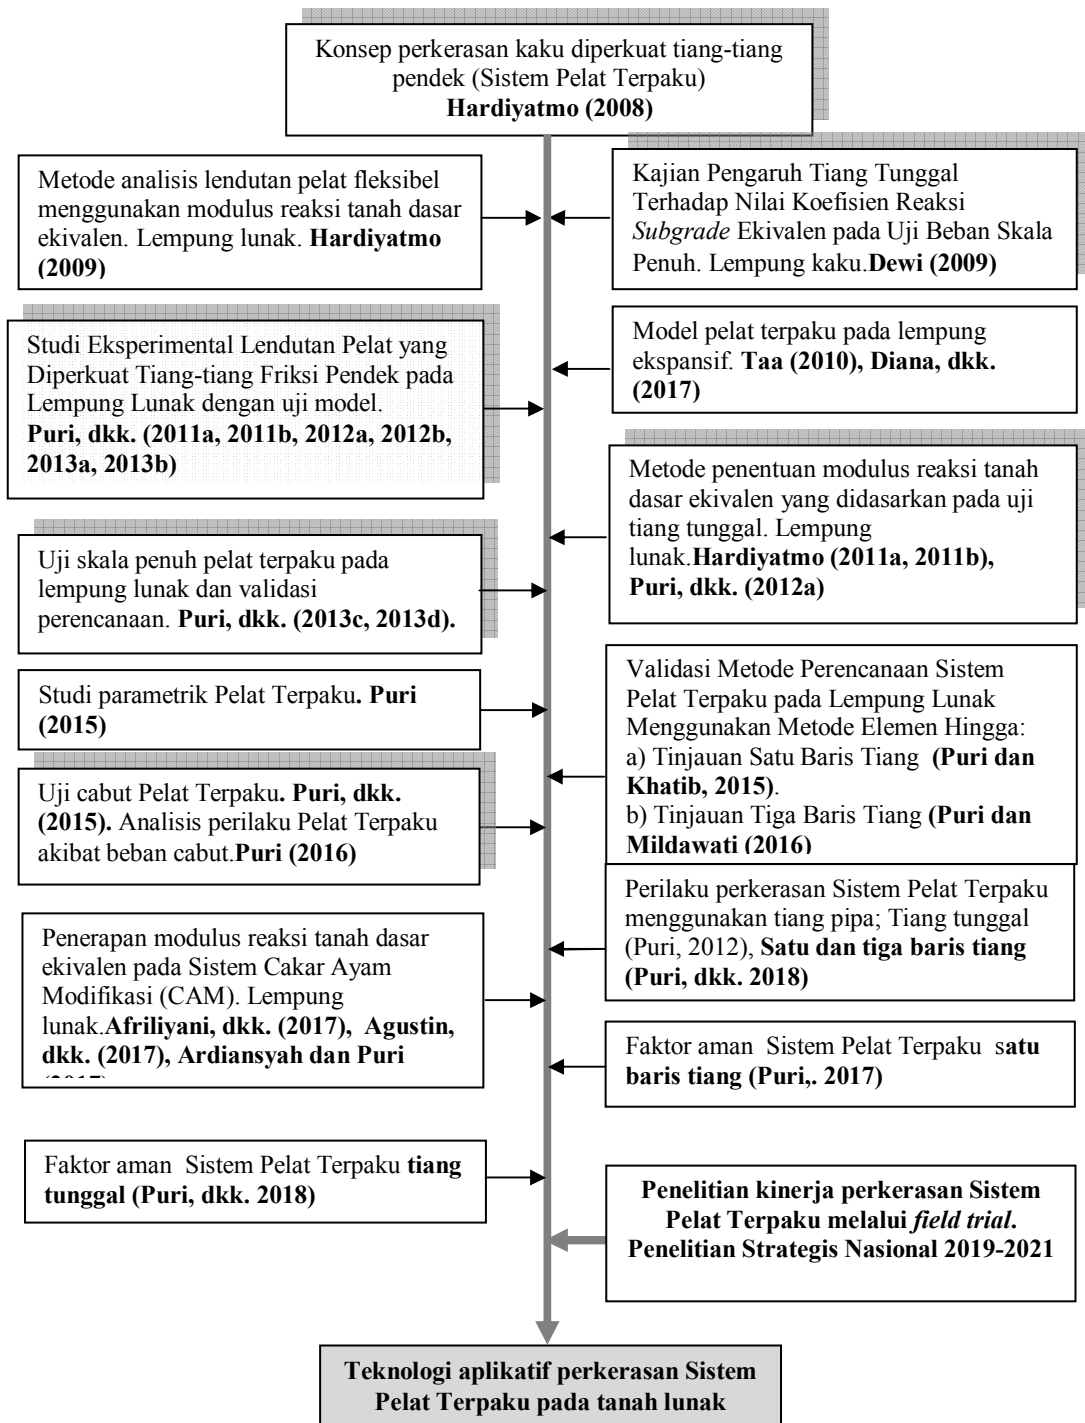 Konsep perkerasan kaku diperkuat tiang-tiang
pendek (Sistem Pelat Terpaku)
Hardiyatmo (2008)
Metode analisis lendutan pelat fleksibel
menggunakan modulus reaksi tanah dasar
ekivalen. Lempung lunak. Hardiyatmo
(2009)
Kajian Pengaruh Tiang Tunggal
Terhadap Nilai Koefisien Reaksi
Subgrade Ekivalen pada Uji Beban Skala
Penuh. Lempung kaku.Dewi (2009)
Studi Eksperimental Lendutan Pelat yang
Diperkuat Tiang-tiang Friksi Pendek pada
Lempung Lunak dengan uji model.
Puri, dkk. (2011a, 2011b, 2012a, 2012b,
2013a, 2013b)
Model pelat terpaku pada lempung
ekspansif. Taa (2010), Diana, dkk.
(2017)
Metode penentuan modulus reaksi tanah
dasar ekivalen yang didasarkan pada uji
tiang tunggal. Lempung
lunak.Hardiyatmo (2011a, 2011b),
Puri, dkk. (2012a)
Uji skala penuh pelat terpaku pada
lempung lunak dan validasi
perencanaan. Puri, dkk. (2013c, 2013d).
Studi parametrik Pelat Terpaku. Puri
(2015)
Validasi Metode Perencanaan Sistem
Pelat Terpaku pada Lempung Lunak
Menggunakan Metode Elemen Hingga:
a) Tinjauan Satu Baris Tiang (Puri dan
Khatib, 2015).
b) Tinjauan Tiga Baris Tiang (Puri dan
Mildawati (2016)
Uji cabut Pelat Terpaku. Puri, dkk.
(2015). Analisis perilaku Pelat Terpaku
akibat beban cabut.Puri (2016)
Perilaku perkerasan Sistem Pelat Terpaku
menggunakan tiang pipa; Tiang tunggal
(Puri, 2012), Satu dan tiga baris tiang
(Puri, dkk. 2018)
Penerapan modulus reaksi tanah dasar
ekivalen pada Sistem Cakar Ayam
Modifikasi (CAM). Lempung
lunak.Afriliyani, dkk. (2017), Agustin,
dkk. (2017), Ardiansyah dan Puri
Faktor aman Sistem Pelat Terpaku satu
baris tiang (Puri,. 2017)
Faktor aman Sistem Pelat Terpaku tiang
tunggal (Puri, dkk. 2018)
Penelitian kinerja perkerasan Sistem
Pelat Terpaku melalui field trial.
Penelitian Strategis Nasional 2019-2021
Teknologi aplikatif perkerasan Sistem
Pelat Terpaku pada tanah lunak